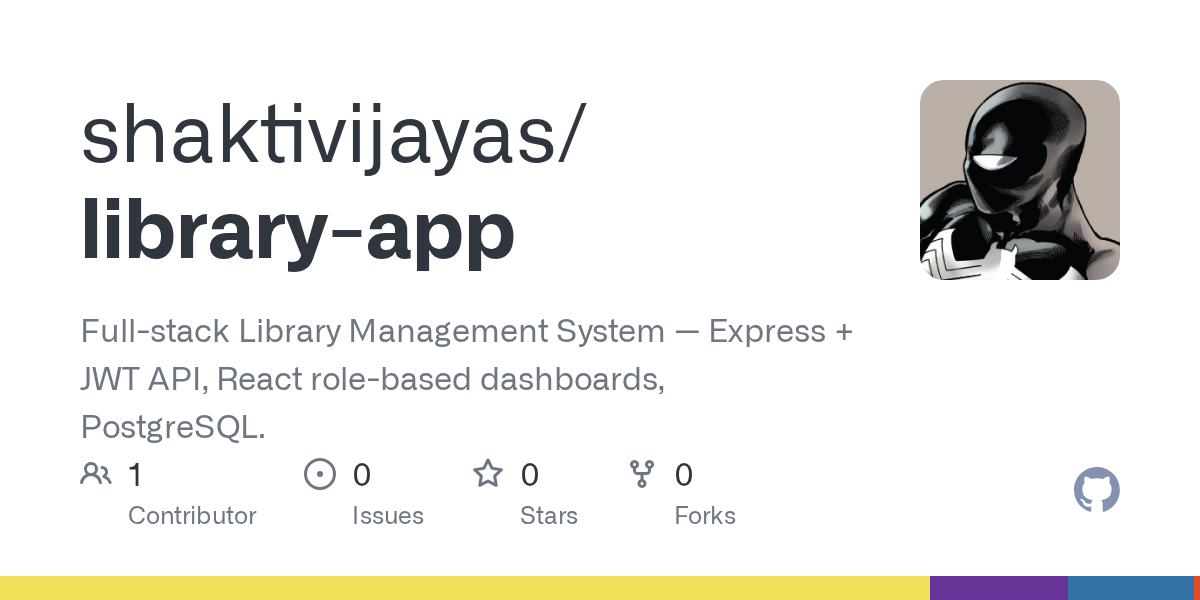 shaktivijayas/
library-app
Full-stack Library Management System — Express +
JWT API, React role-based dashboards,
PostgreSQL.
1 0 0 0
Contributor Issues Stars Forks